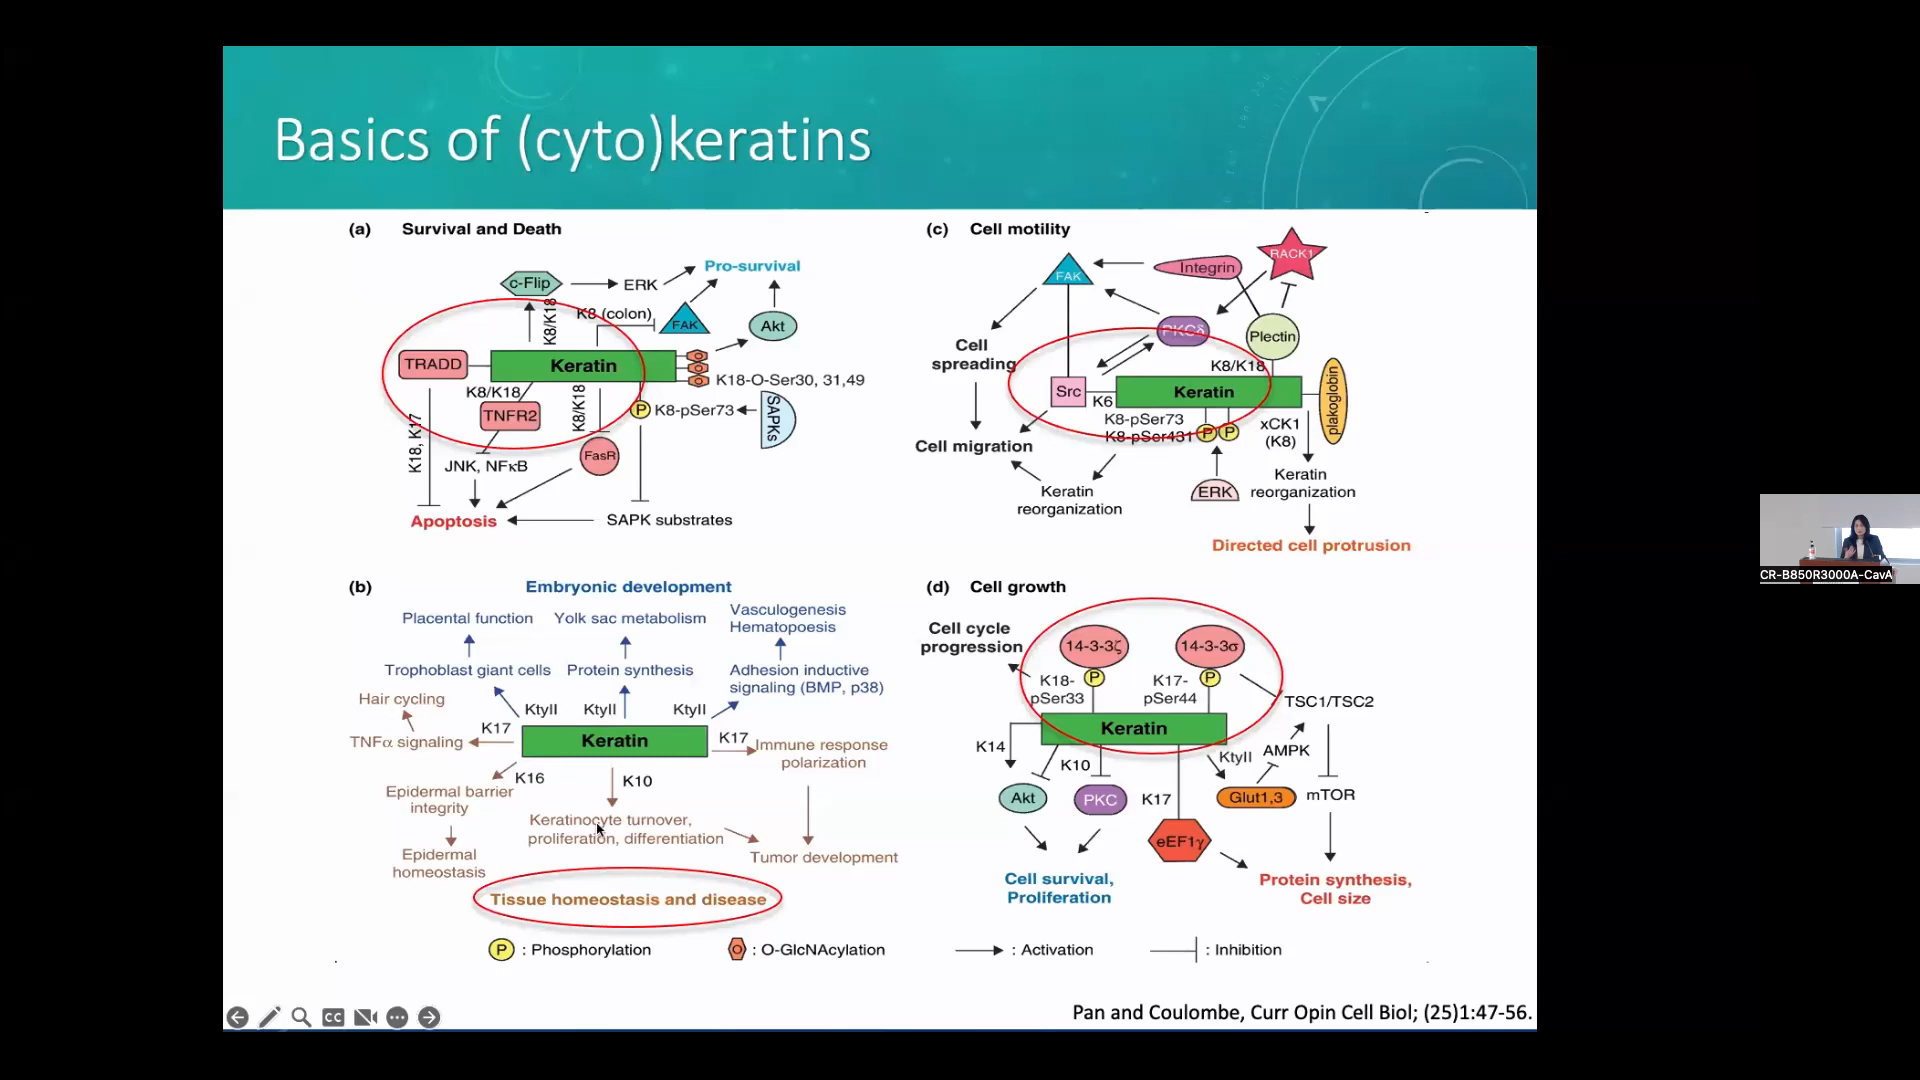 Basics of (cyto)keratins
(a) Survival and Death
c-Flip
ERK
Pro-survival
K8/K18
K8 (colon)
FAK
Akt
TRADD
Keratin
K8/K18
K18-O-Ser30, 31,49
TNFR2
K8/K18
P
K8-pSer73
SAPKs
K18, K17
JNK, NFκB
FasR
Apoptosis
SAPK substrates
(c) Cell motility
FAK
Integrin
RACK1
PKCδ
Plectin
Cell
spreading
K8/K18
Src
K6
Keratin
plakoglobin
K8-pSer73
K8-pSer431
P
P
xCK1
(K8)
Cell migration
Keratin
reorganization
ERK
Keratin
reorganization
Directed cell protrusion
(b)
Embryonic development
Placental function
Yolk sac metabolism
Vasculogenesis
Hematopoesis
Trophoblast giant cells
Protein synthesis
Adhesion inductive
signaling (BMP, p38)
Hair cycling
KtyII
KtyII
KtyII
K17
TNFα signaling
Keratin
K17
Immune response
polarization
K16
K10
Epidermal barrier
integrity
Keratinocyte turnover,
proliferation, differentiation
Epidermal
homeostasis
Tumor development
Tissue homeostasis and disease
(d) Cell growth
Cell cycle
progression
14-3-3ζ
14-3-3σ
K18-
pSer33
P
K17-
pSer44
P
TSC1/TSC2
Keratin
K14
K10
KtyII
AMPK
Akt
PKC
K17
Glut1,3
mTOR
eEF1γ
Cell survival,
Proliferation
Protein synthesis,
Cell size
P : Phosphorylation
O : O-GlcNAcylation
: Activation
: Inhibition
Pan and Coulombe, Curr Opin Cell Biol; (25)1:47-56.
CC
CR-B850R3000A-CavA